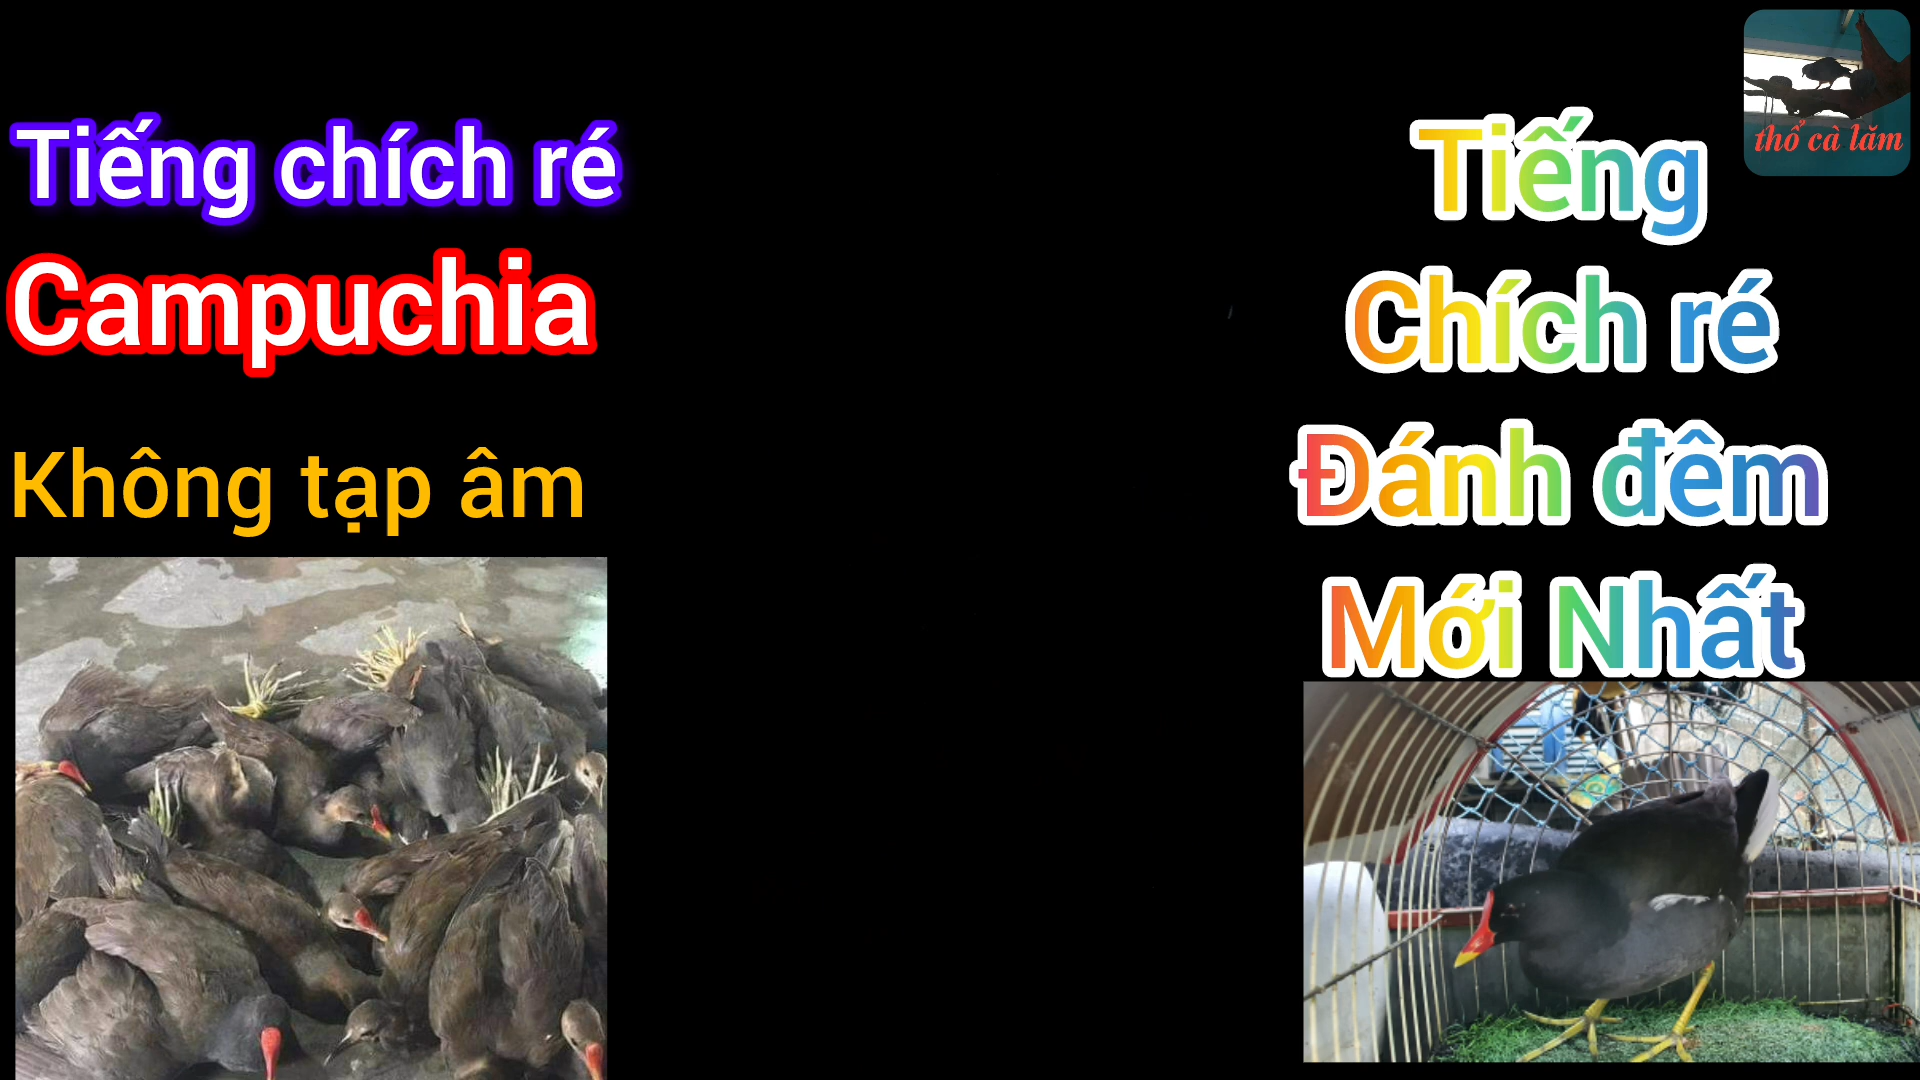 Tiếng chích ré
Campuchia
Không tạp âm
Tiếng
Chích ré
Đánh đêm
Mới Nhất
thổ cà lăm